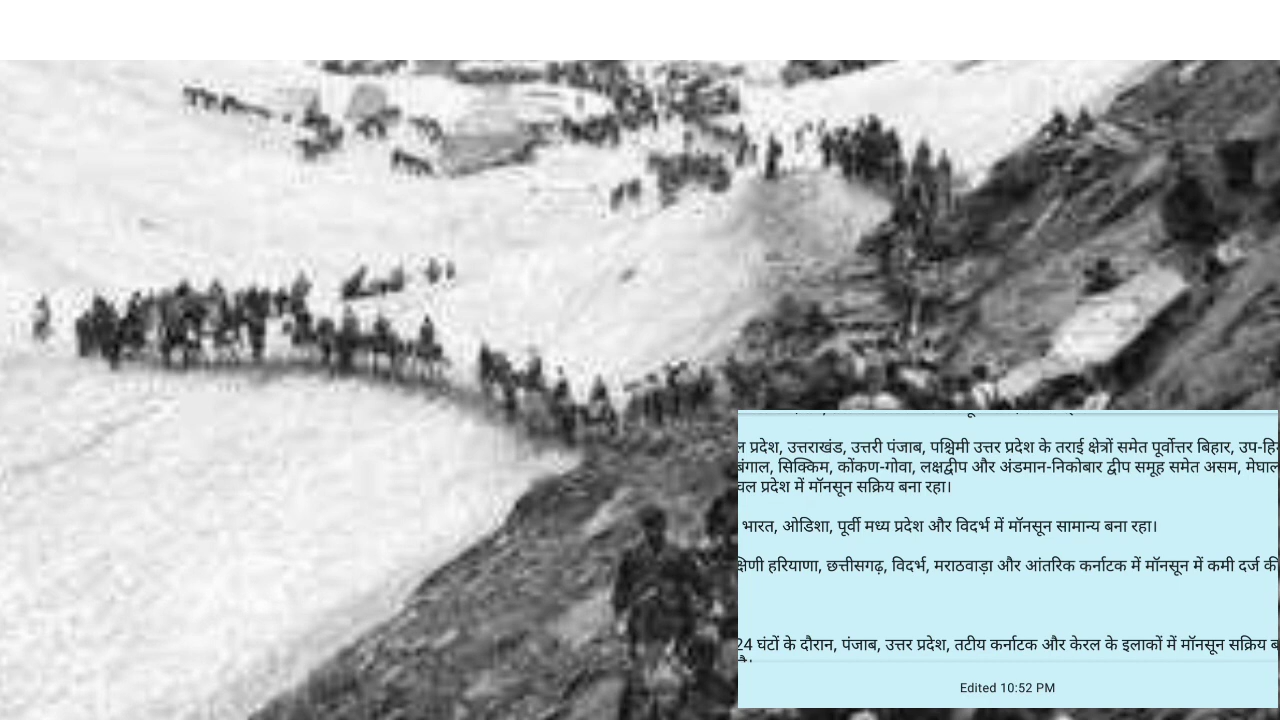 प्रदेश, उत्तराखंड, उत्तरी पंजाब, पश्चिमी उत्तर प्रदेश के तराई क्षेत्रों समेत पूर्वोत्तर बिहार,
बंगाल, सिक्किम, कोंकण-गोवा, लक्षद्वीप और अंडमान-निकोबार द्वीप समूह समेत असम,
प्रदेश में मॉनसून सक्रिय बना रहा।
भारत, ओडिशा, पूर्वी मध्य प्रदेश और विदर्भ में मॉनसून सामान्य बना रहा।
हरियाणा, छत्तीसगढ़, विदर्भ, मराठवाड़ा और आंतरिक कर्नाटक में मॉनसून में कमी दर्ज की
24 घंटों के दौरान, पंजाब, उत्तर प्रदेश, तटीय कर्नाटक और केरल के इलाकों में मॉनसून सक्रिय
Edited 10:52 PM